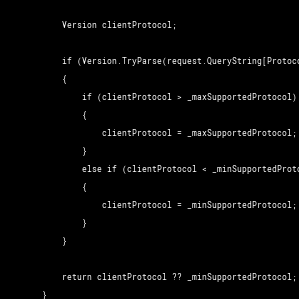 Version clientProtocol;
if (Version.TryParse(request.QueryString[Protoco
{
if (clientProtocol > _maxSupportedProtocol)
{
clientProtocol = _maxSupportedProtocol;
}
else if (clientProtocol < _minSupportedProto
{
clientProtocol = _minSupportedProtocol;
}
}
return clientProtocol ?? _minSupportedProtocol;
}